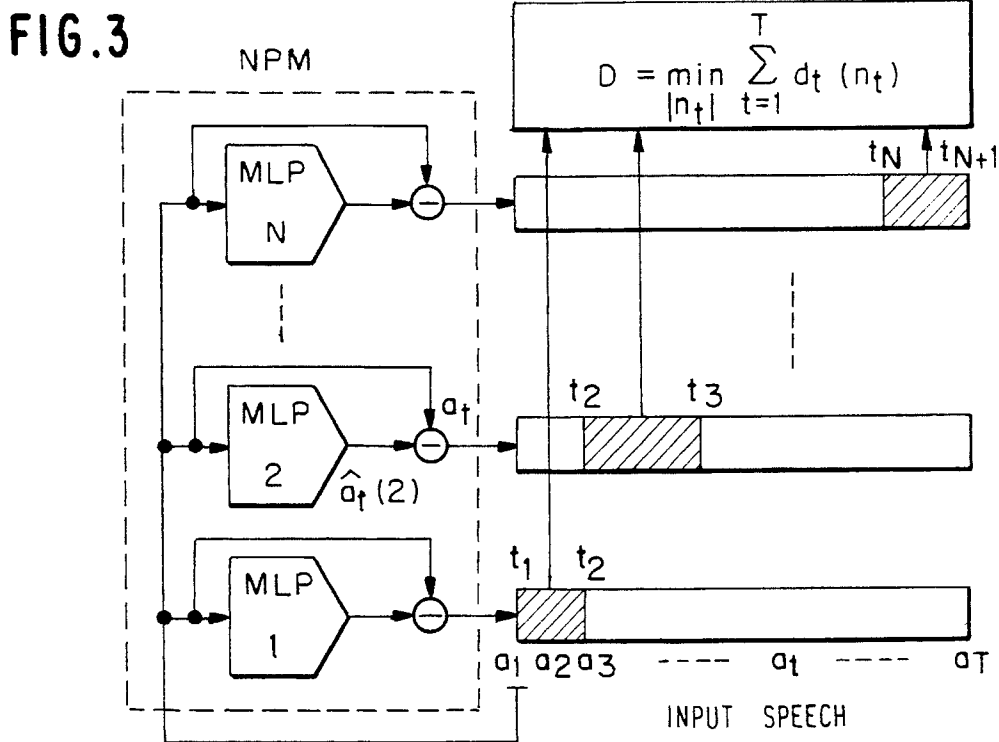 FIG.3
NPM
T
D = min Σ d_t (n_t)
|n_t| t=1
t_N t_N+1
MLP
N
t_2 t_3
MLP
a_t
2
â_t (2)
t_1 t_2
MLP
1
a_1 a_2 a_3 ---- a_t ---- a_T
INPUT SPEECH